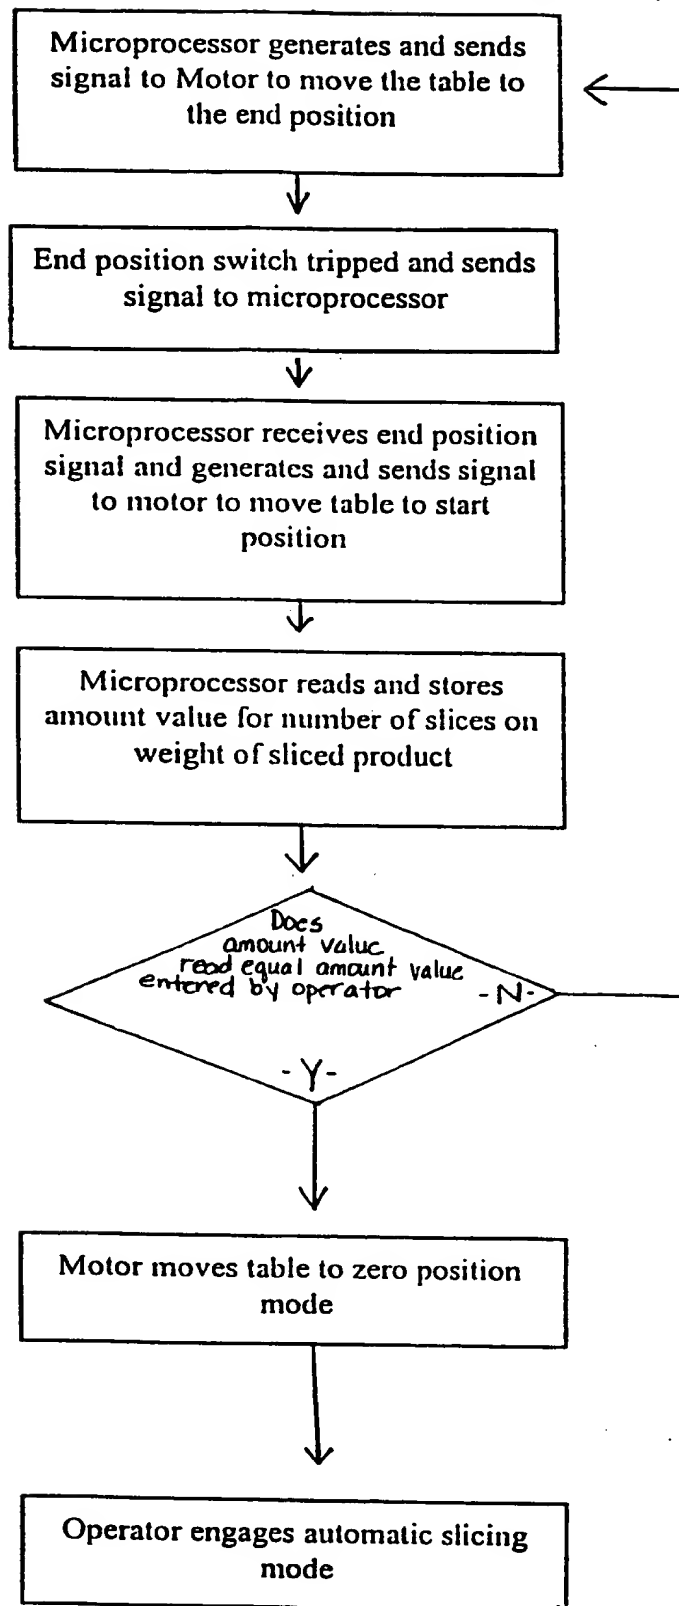 Microprocessor generates and sends
signal to Motor to move the table to
the end position
End position switch tripped and sends
signal to microprocessor
Microprocessor receives end position
signal and generates and sends signal
to motor to move table to start
position
Microprocessor reads and stores
amount value for number of slices on
weight of sliced product
Does
amount value
read equal amount value
entered by operator
-N-
-Y-
Motor moves table to zero position
mode
Operator engages automatic slicing
mode